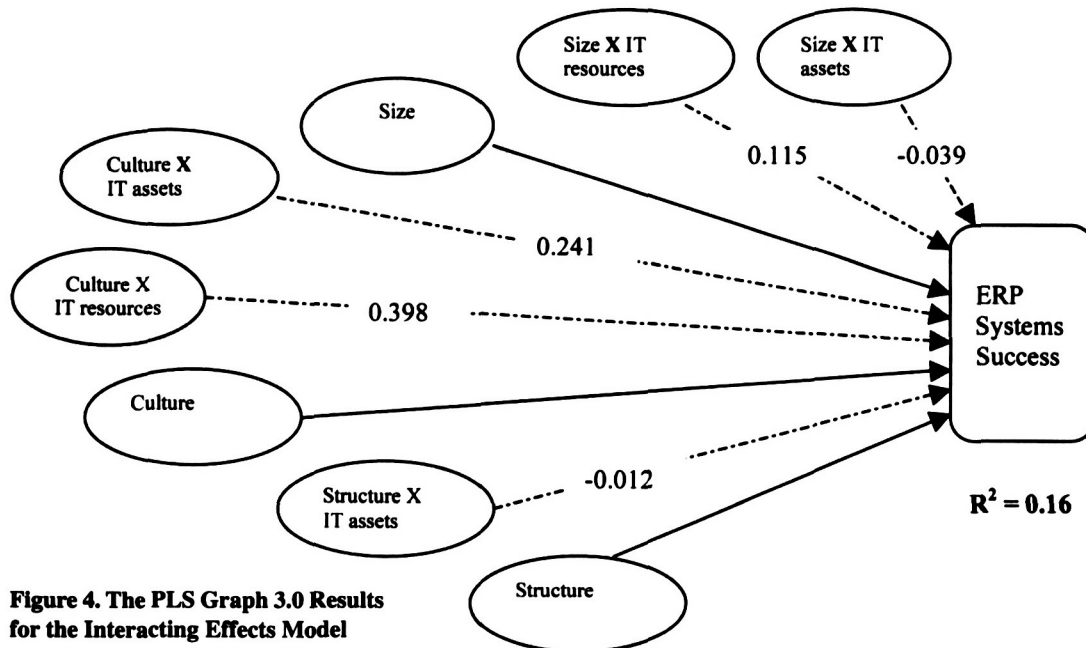 Size X IT
resources
Size X IT
assets
Size
0.115
-0.039
Culture X
IT assets
0.241
Culture X
IT resources
0.398
ERP
Systems
Success
Culture
Structure X
IT assets
-0.012
R² = 0.16
Structure
Figure 4. The PLS Graph 3.0 Results
for the Interacting Effects Model